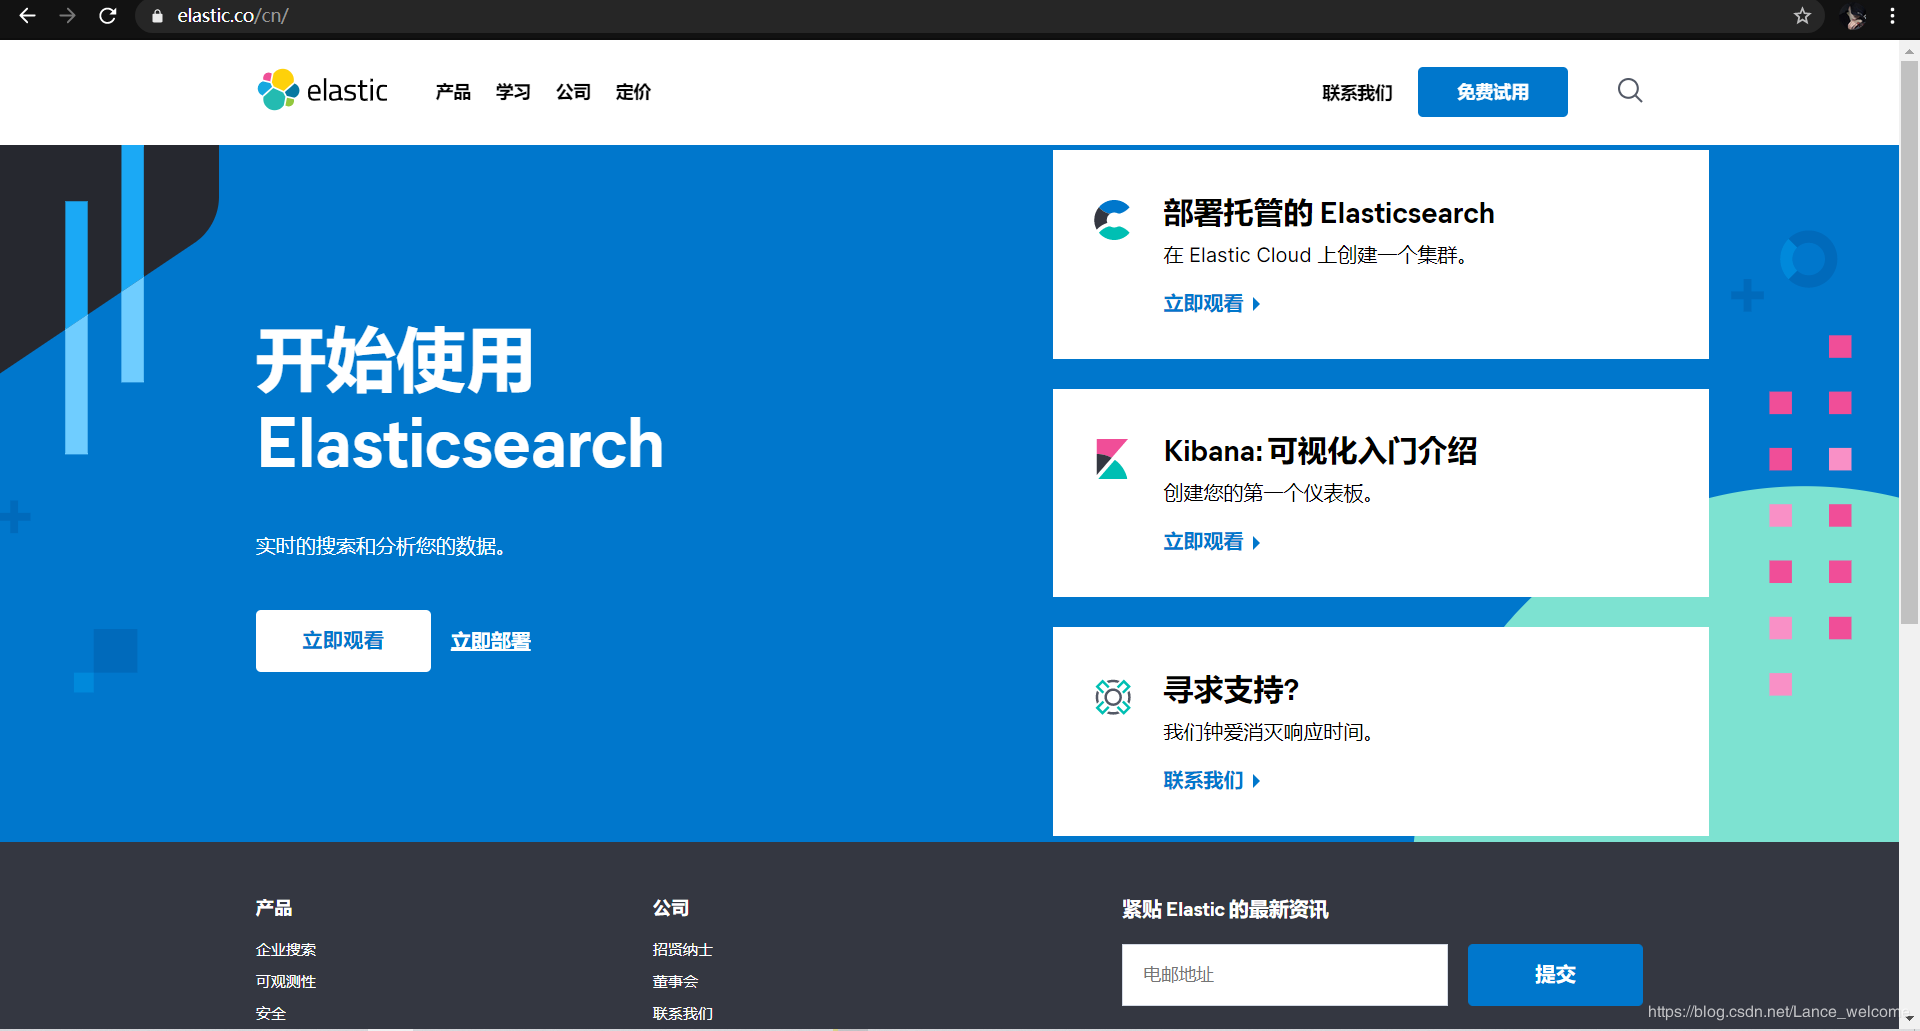 elastic.co/cn/
elastic
产品 学习 公司 定价
联系我们 免费试用
开始使用
Elasticsearch
实时的搜索和分析您的数据。
立即观看 立即部署
部署托管的 Elasticsearch
在 Elastic Cloud 上创建一个集群。
立即观看
Kibana: 可视化入门介绍
创建您的第一个仪表板。
立即观看
寻求支持?
我们钟爱消灭响应时间。
联系我们
产品
企业搜索
可观测性
安全
公司
招贤纳士
董事会
联系我们
紧贴 Elastic 的最新资讯
电邮地址
提交
https://blog.csdn.net/Lance_welcome